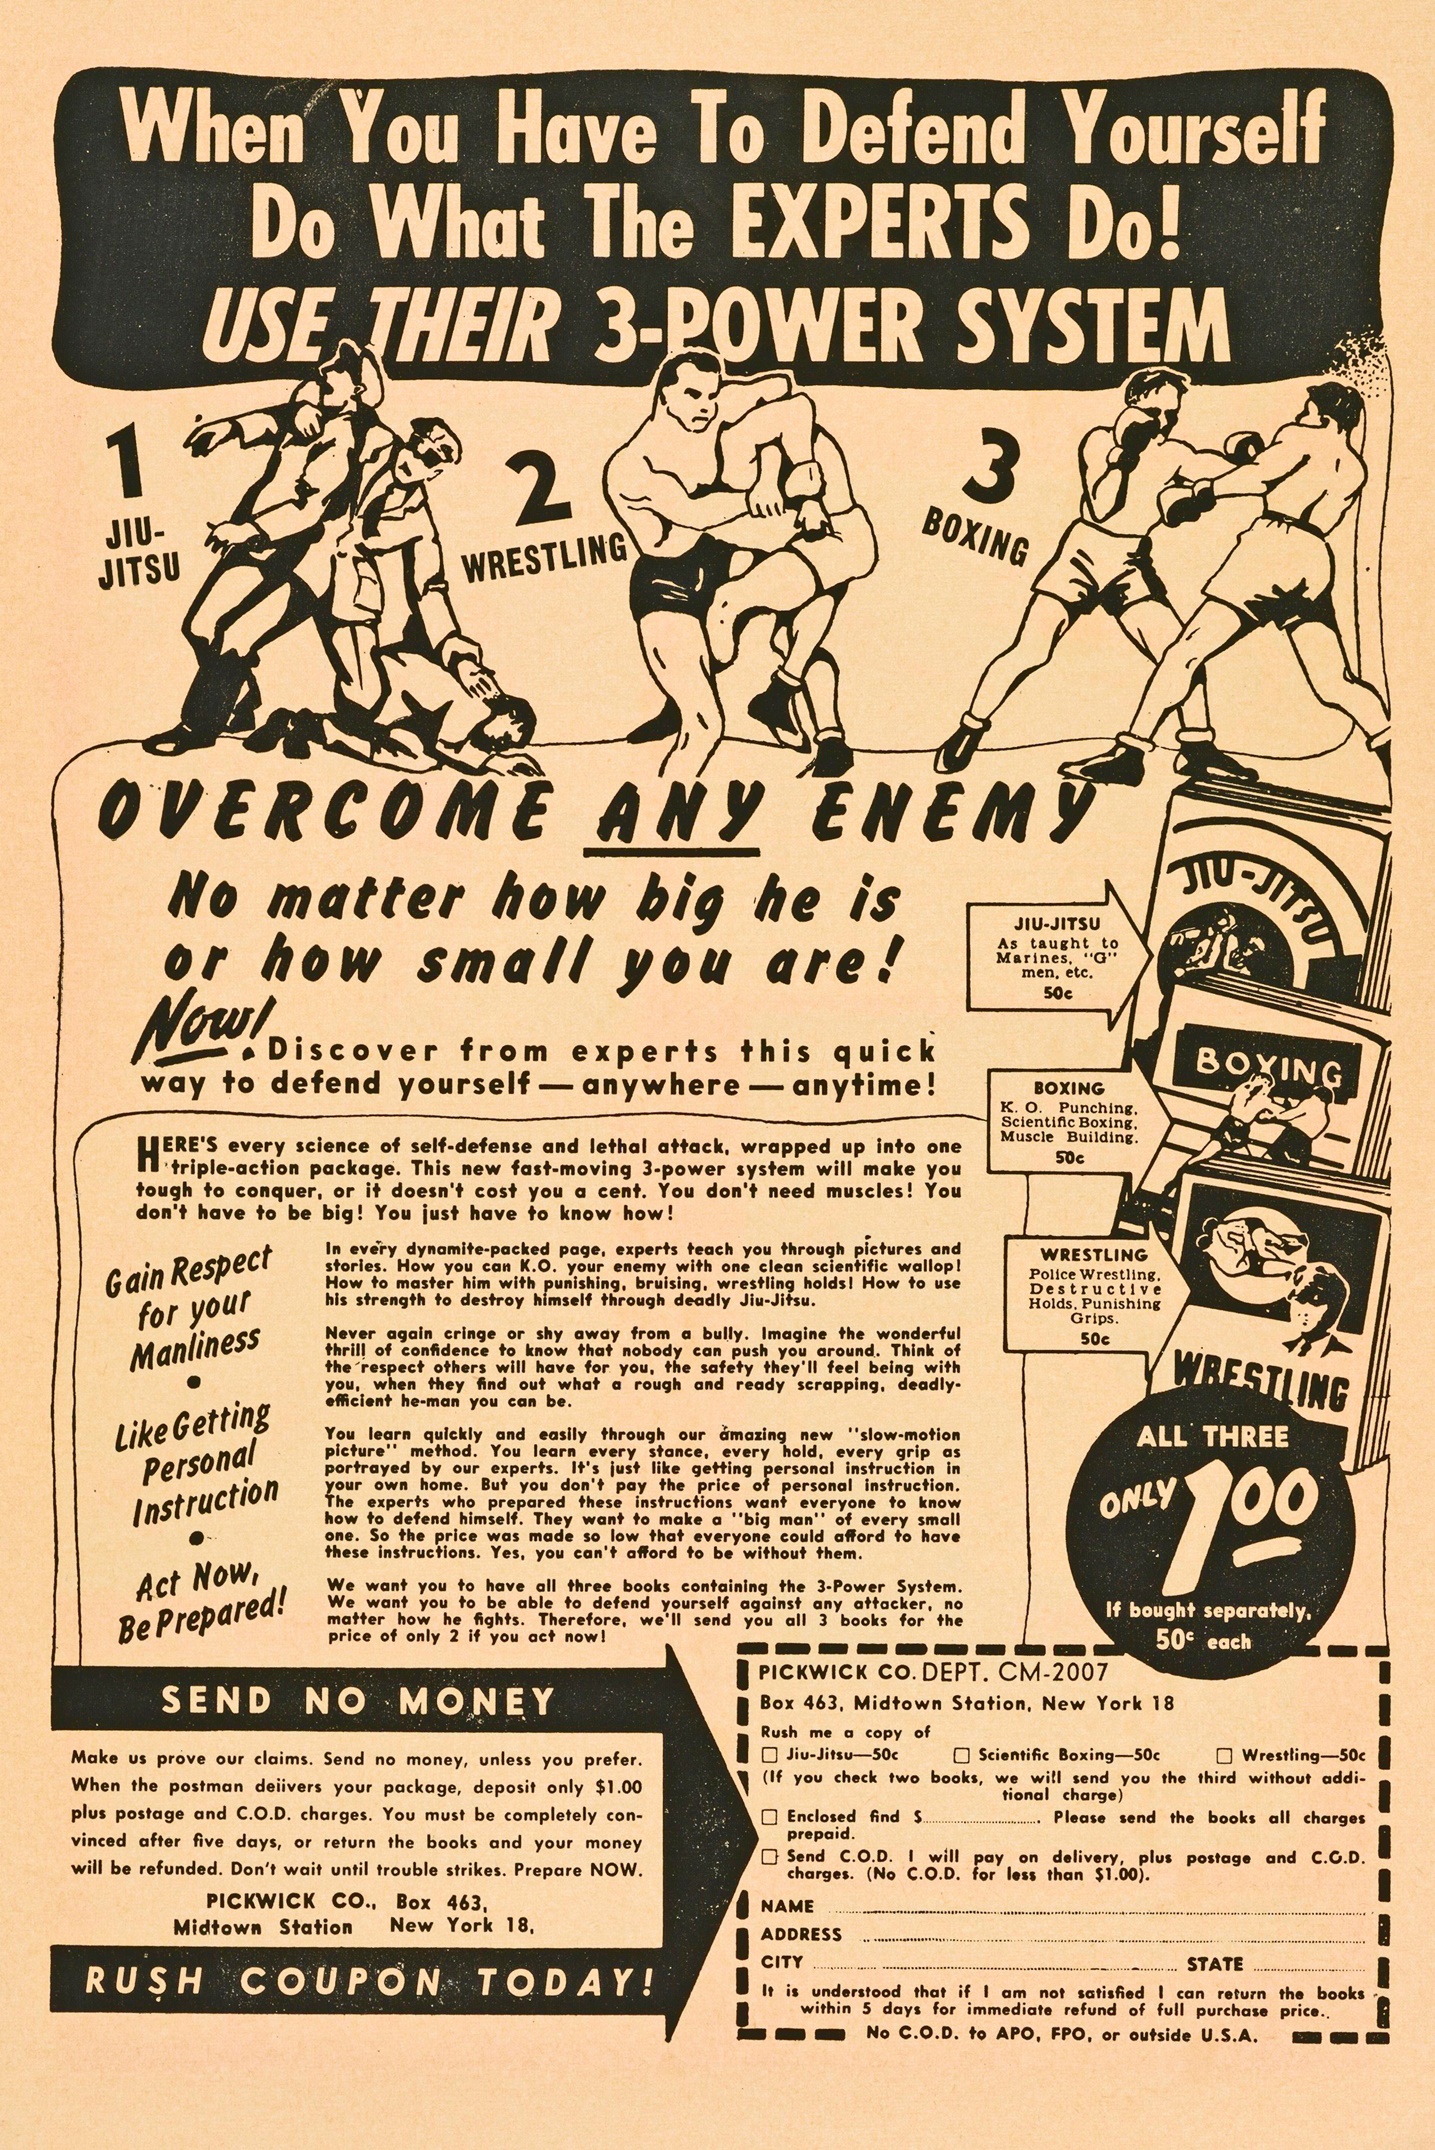 When You Have To Defend Yourself
Do What The EXPERTS Do!
USE THEIR 3-POWER SYSTEM
1
JIU-
JITSU
2
WRESTLING
3
BOXING
OVERCOME ANY ENEMY
No matter how big he is
or how small you are!
Now! Discover from experts this quick
way to defend yourself — anywhere — anytime!
JIU-JITSU
As taught to
Marines, "G"
men, etc.
50c
JIU-JITSU
BOXING
K. O. Punching,
Scientific Boxing,
Muscle Building.
50c
BOXING
WRESTLING
Police Wrestling,
Destructive
Holds, Punishing
Grips.
50c
WRESTLING
HERE'S every science of self-defense and lethal attack, wrapped up into one
triple-action package. This new fast-moving 3-power system will make you
tough to conquer, or it doesn't cost you a cent. You don't need muscles! You
don't have to be big! You just have to know how!
Gain Respect
for your
Manliness
•
Like Getting
Personal
Instruction
•
Act Now,
Be Prepared!
In every dynamite-packed page, experts teach you through pictures and
stories. How you can K.O. your enemy with one clean scientific wallop!
How to master him with punishing, bruising, wrestling holds! How to use
his strength to destroy himself through deadly Jiu-Jitsu.
Never again cringe or shy away from a bully. Imagine the wonderful
thrill of confidence to know that nobody can push you around. Think of
the respect others will have for you, the safety they'll feel being with
you, when they find out what a rough and ready scrapping, deadly-
efficient he-man you can be.
You learn quickly and easily through our amazing new "slow-motion
picture" method. You learn every stance, every hold, every grip as
portrayed by our experts. It's just like getting personal instruction in
your own home. But you don't pay the price of personal instruction.
The experts who prepared these instructions want everyone to know
how to defend himself. They want to make a "big man" of every small
one. So the price was made so low that everyone could afford to have
these instructions. Yes, you can't afford to be without them.
We want you to have all three books containing the 3-Power System.
We want you to be able to defend yourself against any attacker, no
matter how he fights. Therefore, we'll send you all 3 books for the
price of only 2 if you act now!
ALL THREE
ONLY 1.00
If bought separately,
50c each
SEND NO MONEY
Make us prove our claims. Send no money, unless you prefer.
When the postman delivers your package, deposit only $1.00
plus postage and C.O.D. charges. You must be completely con-
vinced after five days, or return the books and your money
will be refunded. Don't wait until trouble strikes. Prepare NOW.
PICKWICK CO., Box 463,
Midtown Station New York 18,
RUSH COUPON TODAY!
PICKWICK CO. DEPT. CM-2007
Box 463, Midtown Station, New York 18
Rush me a copy of
☐ Jiu-Jitsu—50c ☐ Scientific Boxing—50c ☐ Wrestling—50c
(If you check two books, we will send you the third without addi-
tional charge)
☐ Enclosed find $.............................. Please send the books all charges
prepaid.
☐ Send C.O.D. I will pay on delivery, plus postage and C.O.D.
charges. (No C.O.D. for less than $1.00).
NAME ..............................
ADDRESS ..............................
CITY .............................. STATE ....................
It is understood that if I am not satisfied I can return the books
within 5 days for immediate refund of full purchase price.
No C.O.D. to APO, FPO, or outside U.S.A.